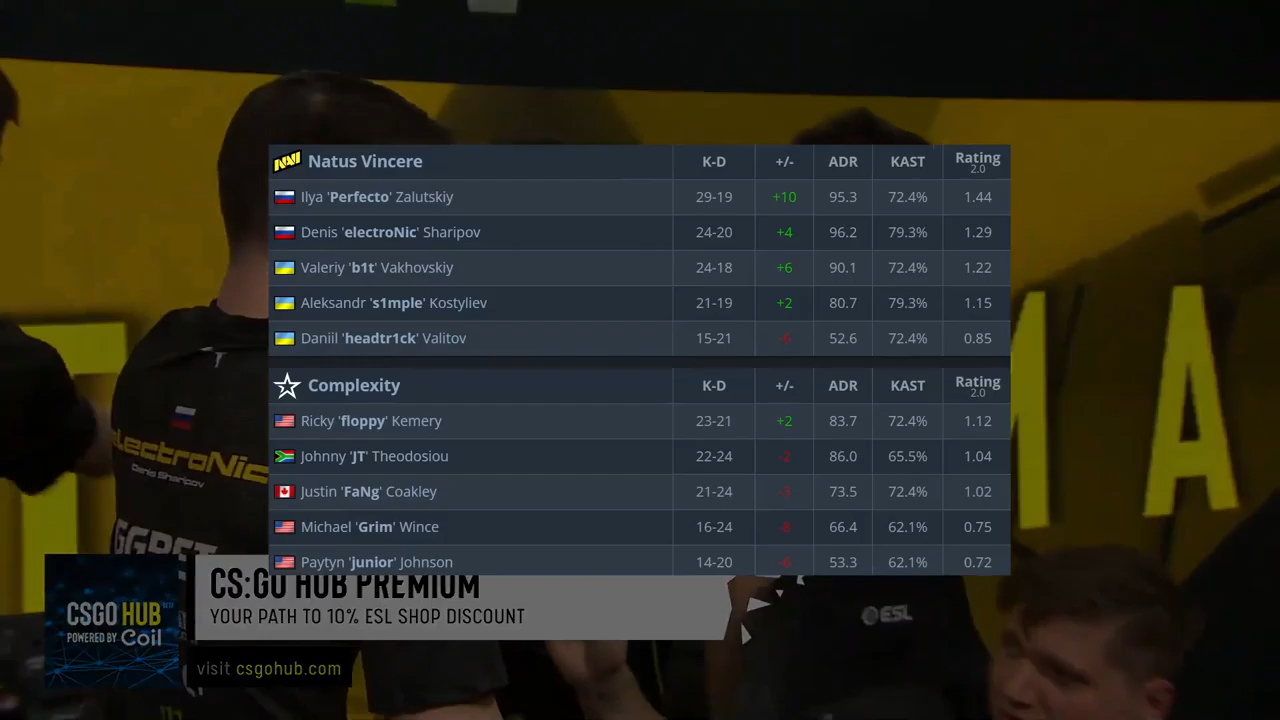 Natus Vincere K-D +/- ADR KAST Rating 2.0
Ilya 'Perfecto' Zalutskiy 29-19 +10 95.3 72.4% 1.44
Denis 'electroNic' Sharipov 24-20 +4 96.2 79.3% 1.29
Valeriy 'b1t' Vakhovskiy 24-18 +6 90.1 72.4% 1.22
Aleksandr 's1mple' Kostyliev 21-19 +2 80.7 79.3% 1.15
Daniil 'headtr1ck' Valitov 15-21 -6 52.6 72.4% 0.85
Complexity K-D +/- ADR KAST Rating 2.0
Ricky 'floppy' Kemery 23-21 +2 83.7 72.4% 1.12
Johnny 'JT' Theodosiou 22-24 -2 86.0 65.5% 1.04
Justin 'FaNg' Coakley 21-24 -3 73.5 72.4% 1.02
Michael 'Grim' Wince 16-24 -8 66.4 62.1% 0.75
Paytyn 'junior' Johnson 14-20 -6 53.3 62.1% 0.72
electroNic
Denis Sharipov
GGBET
CS:GO HUB PREMIUM
YOUR PATH TO 10% ESL SHOP DISCOUNT
CSGO HUB BETA
POWERED BY Coil
visit csgohub.com
ESL
M A